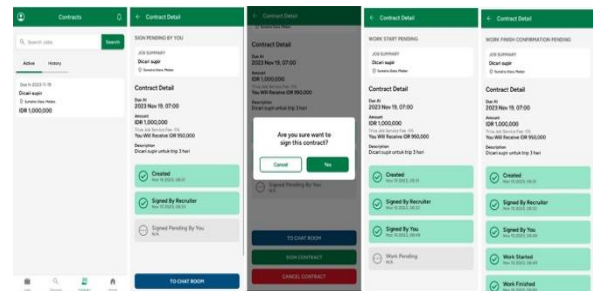 Contracts
Search jobs
Search
Active
History
Due In 2023-11-19
Dicari supir
Sumatra Utara, Medan
IDR 1,000,000
Contract Detail
SIGN PENDING BY YOU
JOB SUMMARY
Dicari supir
Sumatra Utara, Medan
Contract Detail
Due At
2023 Nov 19, 07:00
Amount
IDR 1,000,000
You Will Receive IDR 950,000
Description
Dicari supir untuk trip 3 hari
Created
Signed By Recruiter
Signed Pending By You
N/A
TO CHAT ROOM
Contract Detail
Contract Detail
Due At
2023 Nov 19, 07:00
Amount
IDR 1,000,000
You Will Receive IDR 950,000
Description
Dicari supir untuk trip 3 hari
Are you sure want to
sign this contract?
Cancel
Yes
Signed Pending By You
N/A
TO CHAT ROOM
SIGN CONTRACT
CANCEL CONTRACT
Contract Detail
WORK START PENDING
JOB SUMMARY
Dicari supir
Sumatra Utara, Medan
Contract Detail
Due At
2023 Nov 19, 07:00
Amount
IDR 1,000,000
You Will Receive IDR 950,000
Description
Dicari supir untuk trip 3 hari
Created
Signed By Recruiter
Signed By You
Work Pending
N/A
Contract Detail
WORK FINISH CONFIRMATION PENDING
JOB SUMMARY
Dicari supir
Sumatra Utara, Medan
Contract Detail
Due At
2023 Nov 19, 07:00
Amount
IDR 1,000,000
You Will Receive IDR 950,000
Description
Dicari supir untuk trip 3 hari
Created
Signed By Recruiter
Signed By You
Work Started
Work Finished